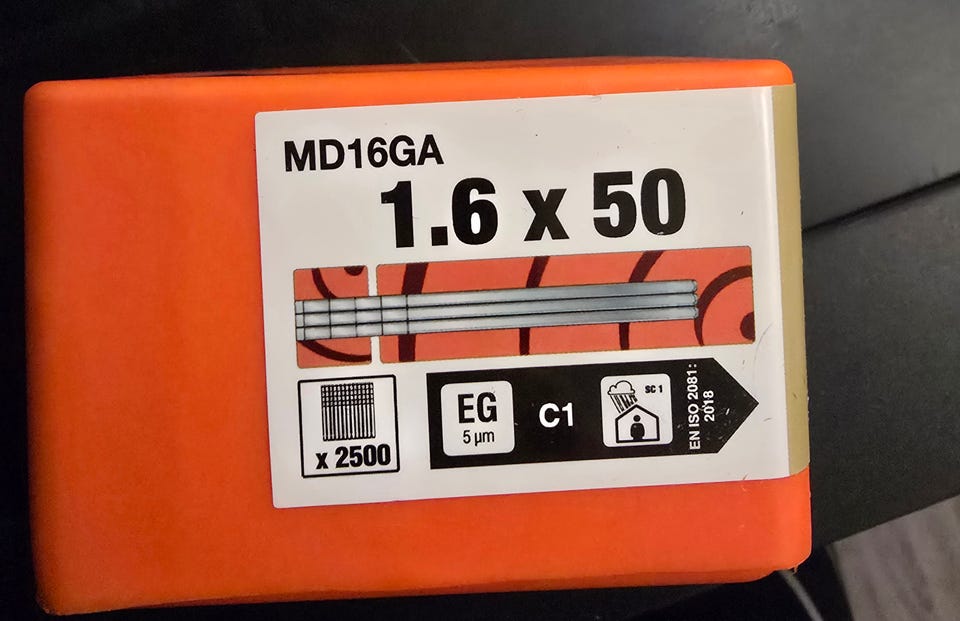 MD16GA
1.6 x 50
x 2500
EG
5 µm
C1
SC 1
EN ISO 2081:
2018